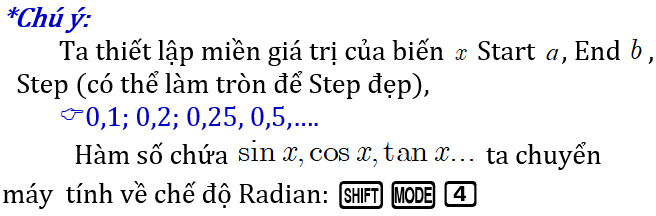 *Chú ý:
Ta thiết lập miền giá trị của biến x Start a, End b,
Step (có thể làm tròn để Step đẹp),
☞0,1; 0,2; 0,25, 0,5,....
Hàm số chứa sin x, cos x, tan x... ta chuyển
máy tính về chế độ Radian: SHIFT MODE 4